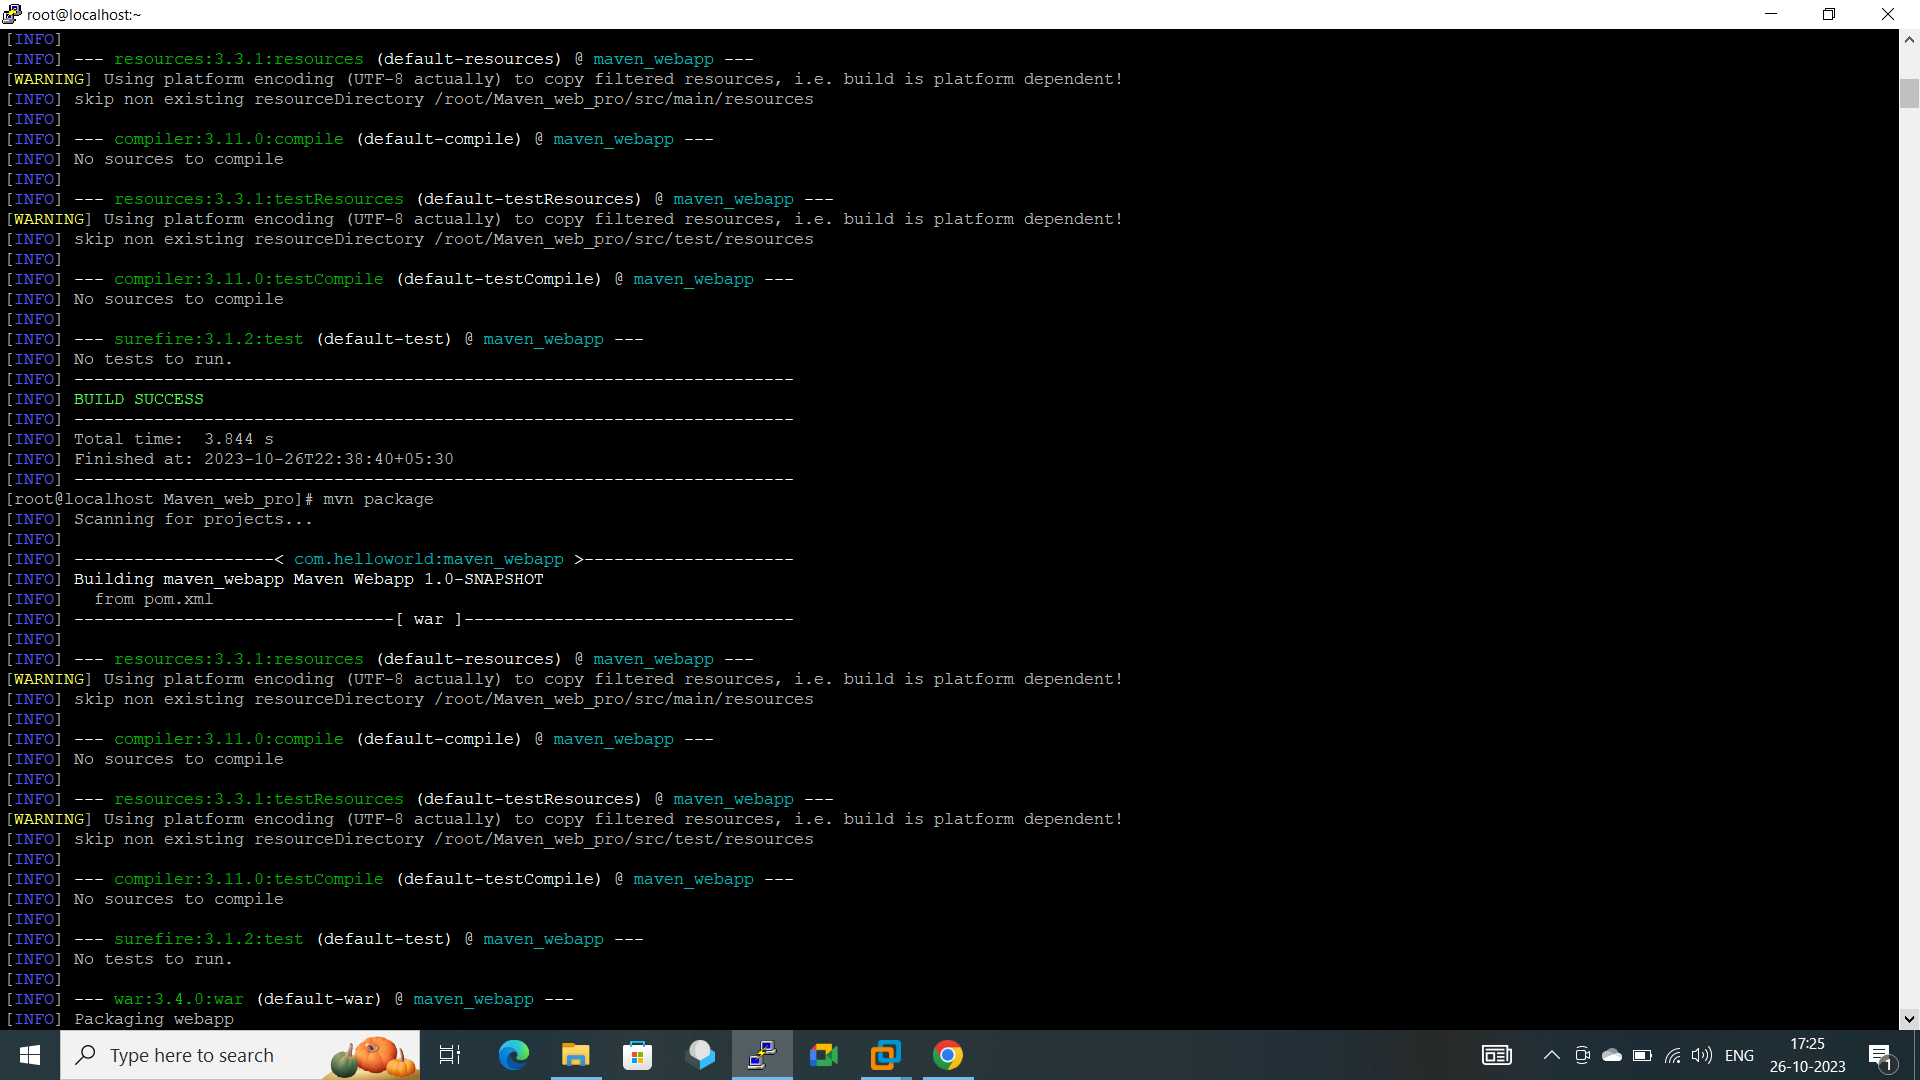 root@localhost:~
[INFO]
[INFO] --- resources:3.3.1:resources (default-resources) @ maven_webapp ---
[WARNING] Using platform encoding (UTF-8 actually) to copy filtered resources, i.e. build is platform dependent!
[INFO] skip non existing resourceDirectory /root/Maven_web_pro/src/main/resources
[INFO]
[INFO] --- compiler:3.11.0:compile (default-compile) @ maven_webapp ---
[INFO] No sources to compile
[INFO]
[INFO] --- resources:3.3.1:testResources (default-testResources) @ maven_webapp ---
[WARNING] Using platform encoding (UTF-8 actually) to copy filtered resources, i.e. build is platform dependent!
[INFO] skip non existing resourceDirectory /root/Maven_web_pro/src/test/resources
[INFO]
[INFO] --- compiler:3.11.0:testCompile (default-testCompile) @ maven_webapp ---
[INFO] No sources to compile
[INFO]
[INFO] --- surefire:3.1.2:test (default-test) @ maven_webapp ---
[INFO] No tests to run.
[INFO] ------------------------------------------------------------------------
[INFO] BUILD SUCCESS
[INFO] ------------------------------------------------------------------------
[INFO] Total time:  3.844 s
[INFO] Finished at: 2023-10-26T22:38:40+05:30
[INFO] ------------------------------------------------------------------------
[root@localhost Maven_web_pro]# mvn package
[INFO] Scanning for projects...
[INFO]
[INFO] --------------------< com.helloworld:maven_webapp >---------------------
[INFO] Building maven_webapp Maven Webapp 1.0-SNAPSHOT
[INFO]   from pom.xml
[INFO] --------------------------------[ war ]---------------------------------
[INFO]
[INFO] --- resources:3.3.1:resources (default-resources) @ maven_webapp ---
[WARNING] Using platform encoding (UTF-8 actually) to copy filtered resources, i.e. build is platform dependent!
[INFO] skip non existing resourceDirectory /root/Maven_web_pro/src/main/resources
[INFO]
[INFO] --- compiler:3.11.0:compile (default-compile) @ maven_webapp ---
[INFO] No sources to compile
[INFO]
[INFO] --- resources:3.3.1:testResources (default-testResources) @ maven_webapp ---
[WARNING] Using platform encoding (UTF-8 actually) to copy filtered resources, i.e. build is platform dependent!
[INFO] skip non existing resourceDirectory /root/Maven_web_pro/src/test/resources
[INFO]
[INFO] --- compiler:3.11.0:testCompile (default-testCompile) @ maven_webapp ---
[INFO] No sources to compile
[INFO]
[INFO] --- surefire:3.1.2:test (default-test) @ maven_webapp ---
[INFO] No tests to run.
[INFO]
[INFO] --- war:3.4.0:war (default-war) @ maven_webapp ---
[INFO] Packaging webapp
Type here to search
ENG
17:25
26-10-2023
1